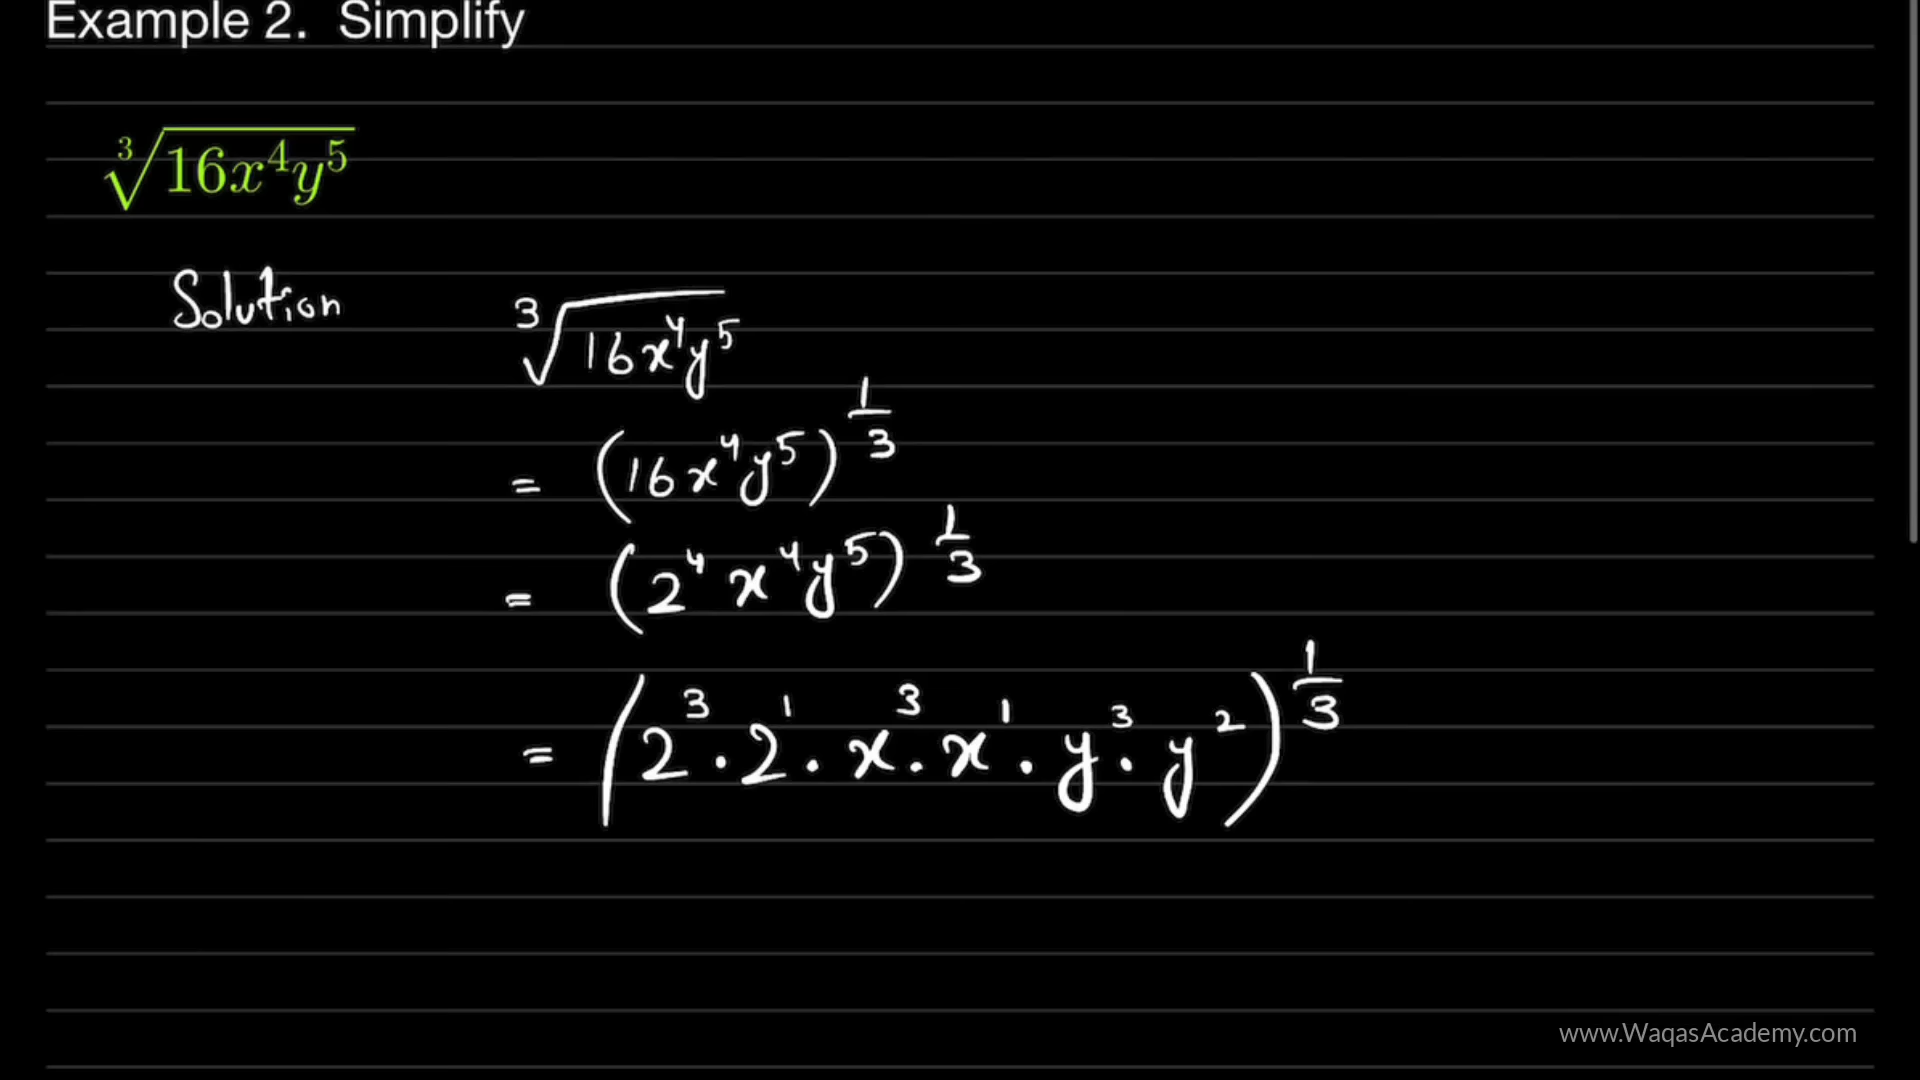 Example 2. Simplify
∛(16x⁴y⁵)
Solution
∛(16x⁴y⁵)
= (16x⁴y⁵)^(1/3)
= (2⁴x⁴y⁵)^(1/3)
= (2³·2¹·x³·x¹·y³·y²)^(1/3)
www.WaqasAcademy.com